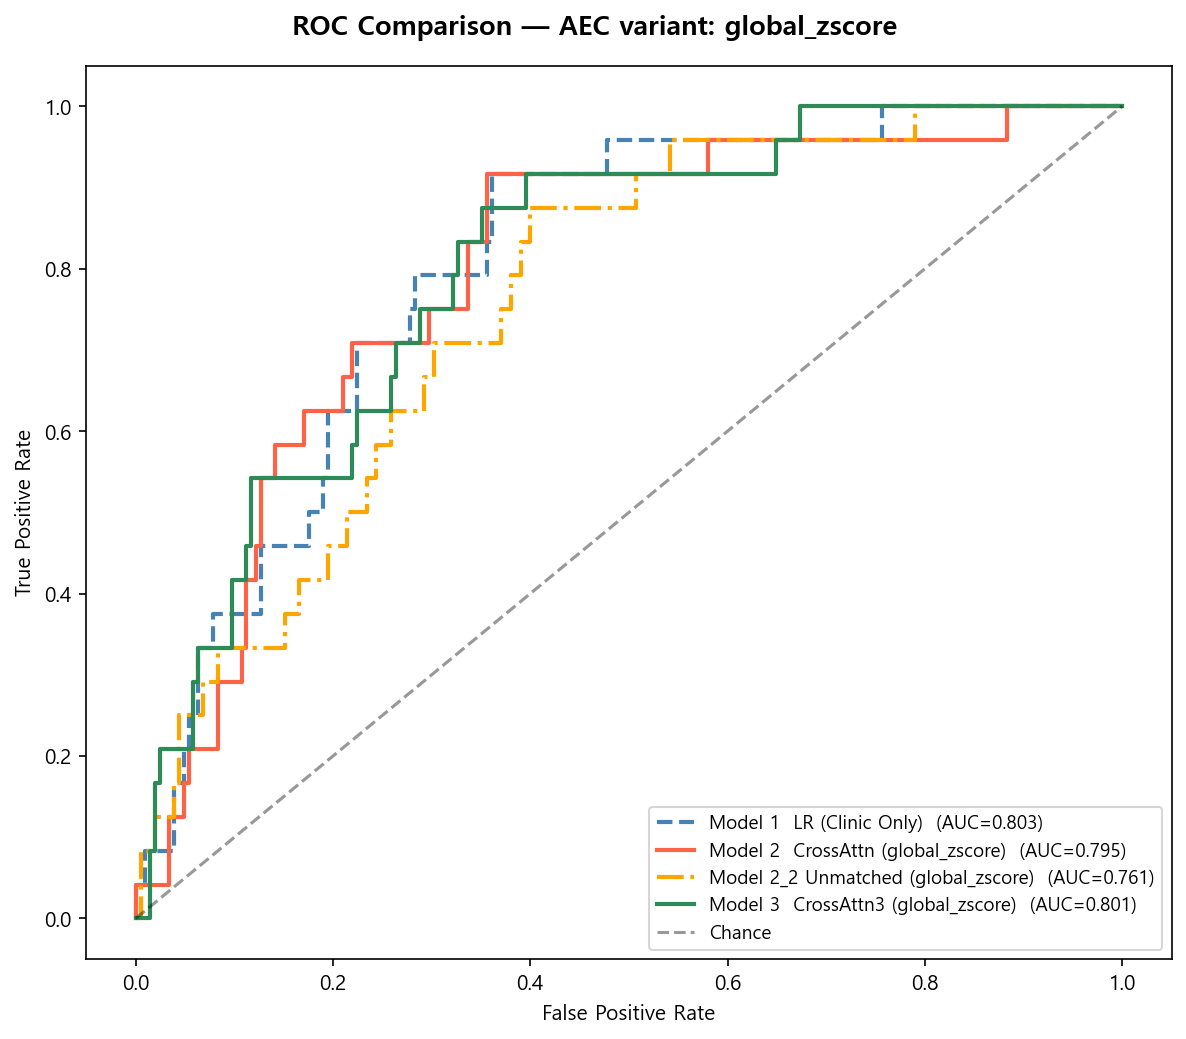 ROC Comparison — AEC variant: global_zscore
True Positive Rate
1.0
0.8
0.6
0.4
0.2
0.0
Model 1  LR (Clinic Only)  (AUC=0.803)
Model 2  CrossAttn (global_zscore)  (AUC=0.795)
Model 2_2 Unmatched (global_zscore)  (AUC=0.761)
Model 3  CrossAttn3 (global_zscore)  (AUC=0.801)
Chance
0.0 0.2 0.4 0.6 0.8 1.0
False Positive Rate